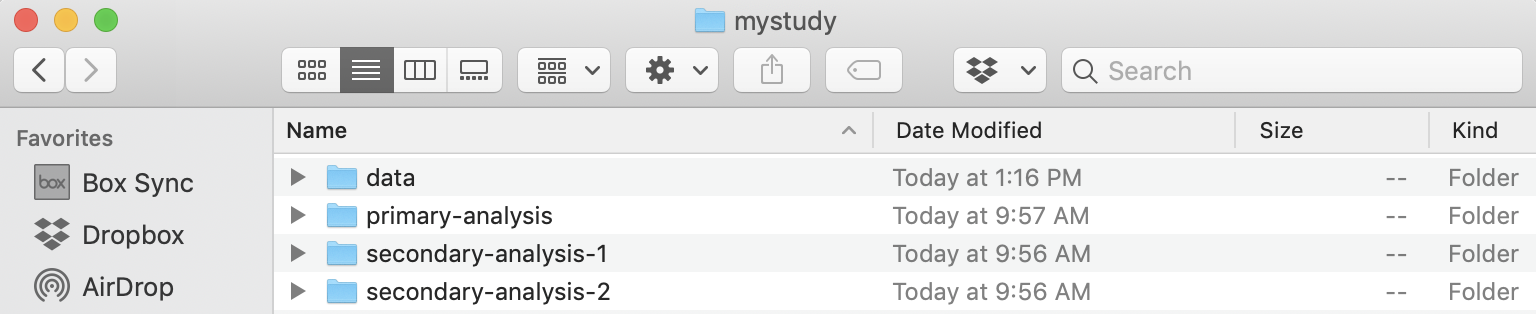 mystudy
Search
Favorites
box Box Sync
Dropbox
AirDrop
Name Date Modified Size Kind
data Today at 1:16 PM -- Folder
primary-analysis Today at 9:57 AM -- Folder
secondary-analysis-1 Today at 9:56 AM -- Folder
secondary-analysis-2 Today at 9:56 AM -- Folder